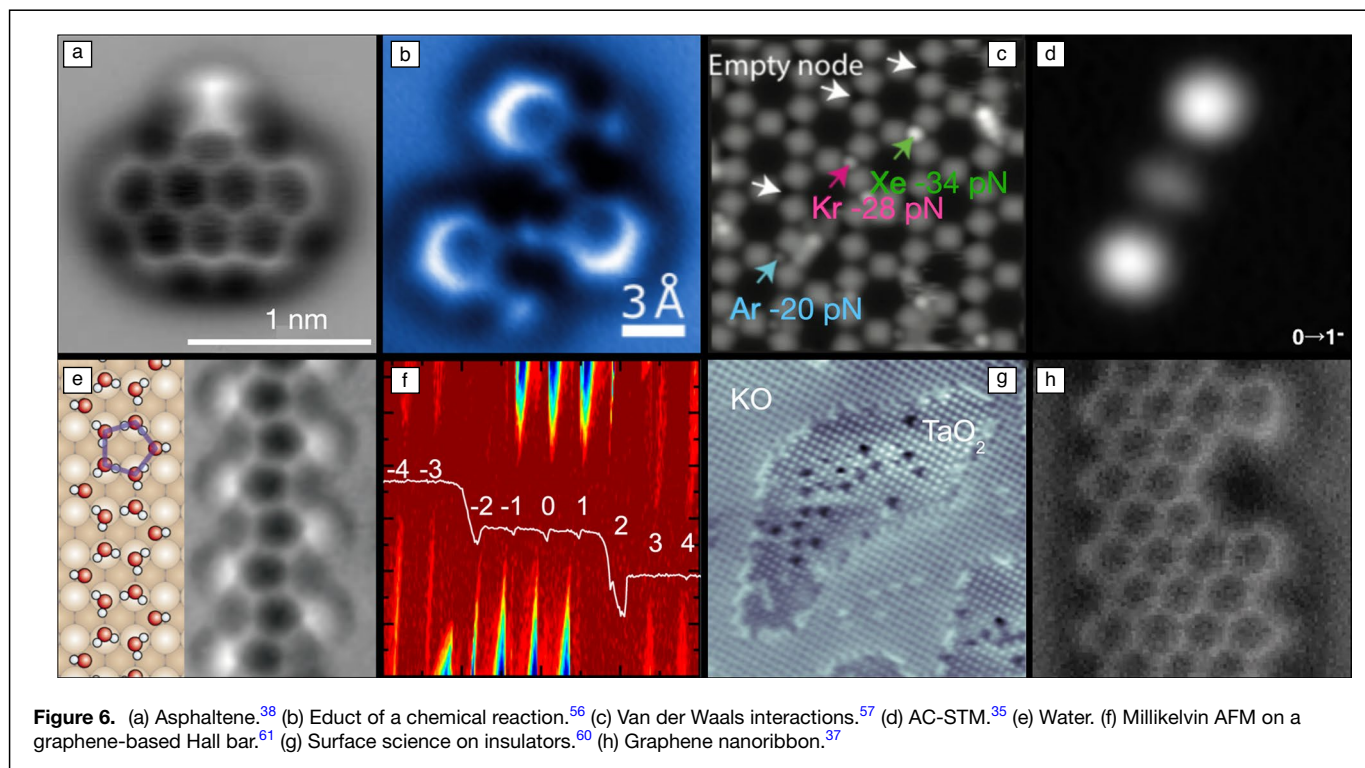 a
1 nm
b
3 Å
c
Empty node
Xe -34 pN
Kr -28 pN
Ar -20 pN
d
0→1⁻
e
f
-4 -3
-2 -1 0 1
2
3 4
g
KO
TaO₂
h
Figure 6. (a) Asphaltene.³⁸ (b) Educt of a chemical reaction.⁵⁶ (c) Van der Waals interactions.⁵⁷ (d) AC-STM.³⁵ (e) Water. (f) Millikelvin AFM on a
graphene-based Hall bar.⁶¹ (g) Surface science on insulators.⁶⁰ (h) Graphene nanoribbon.³⁷